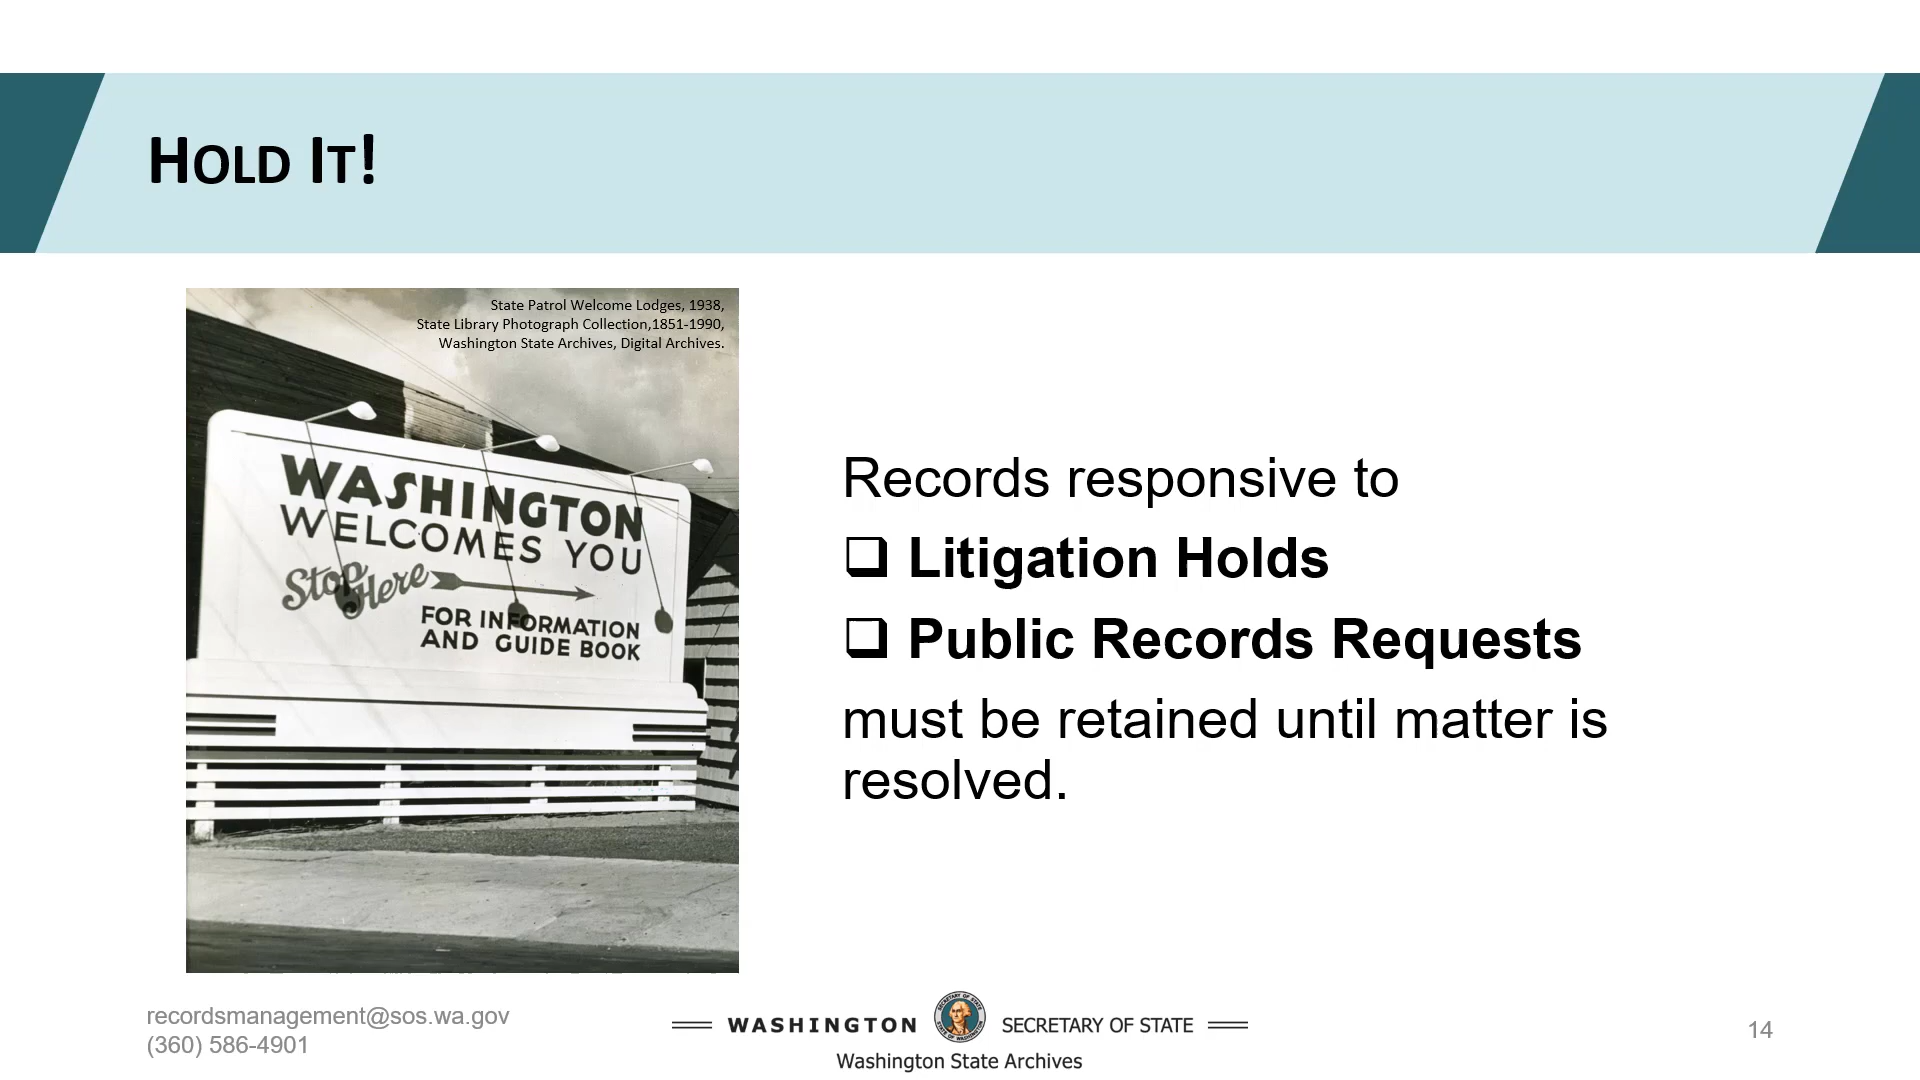 HOLD IT!
State Patrol Welcome Lodges, 1938,
State Library Photograph Collection,1851-1990,
Washington State Archives, Digital Archives.
WASHINGTON
WELCOMES YOU
Stop Here
FOR INFORMATION
AND GUIDE BOOK
Records responsive to
❑ Litigation Holds
❑ Public Records Requests
must be retained until matter is
resolved.
recordsmanagement@sos.wa.gov
(360) 586-4901
WASHINGTON SECRETARY OF STATE
Washington State Archives
14